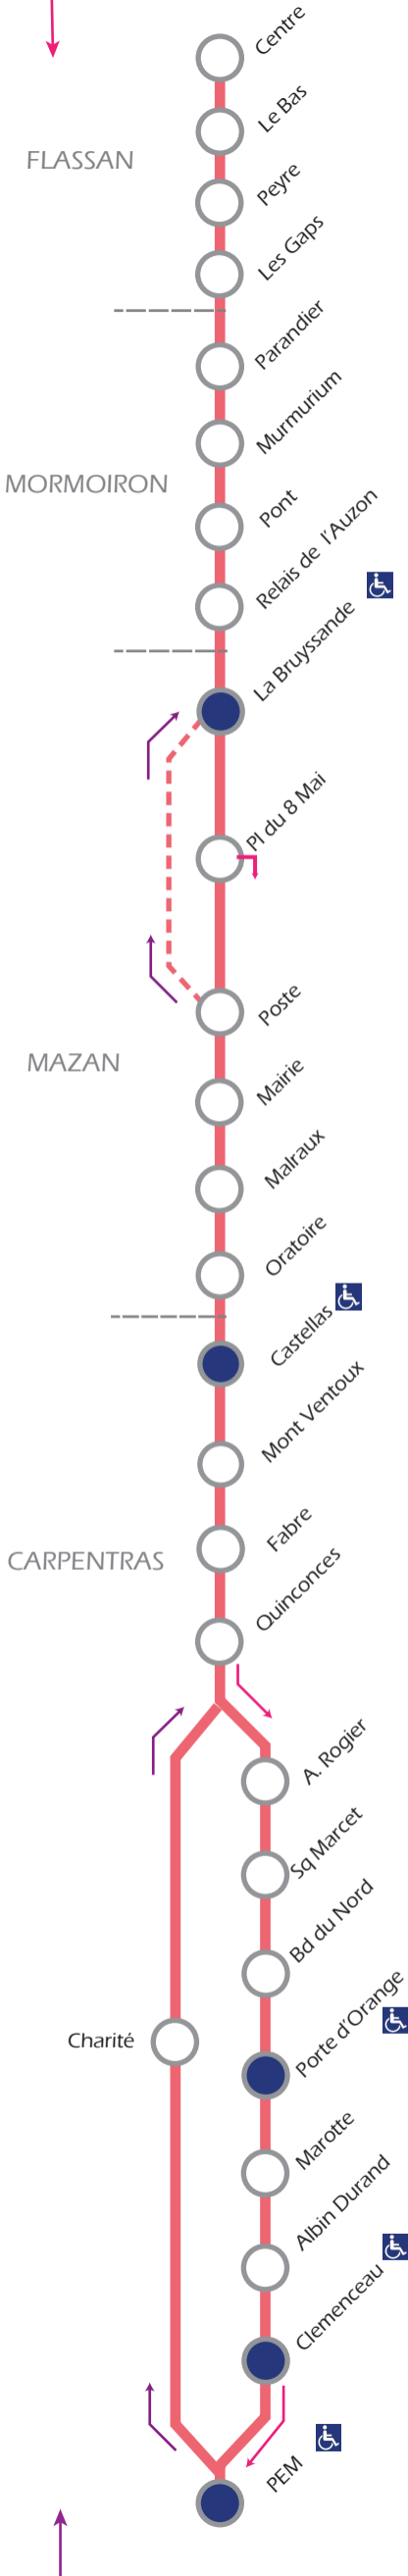 Centre
Le Bas
FLASSAN
Peyre
Les Gaps
Parandier
Murmurium
MORMOIRON
Pont
Relais de l'Auzon
La Bruyssande
Pl du 8 Mai
Poste
MAZAN
Mairie
Malraux
Oratoire
Castellas
Mont Ventoux
Fabre
CARPENTRAS
Quinconces
A. Rogier
Sq Marcet
Bd du Nord
Charité
Porte d'Orange
Marotte
Albin Durand
Clemenceau
PEM